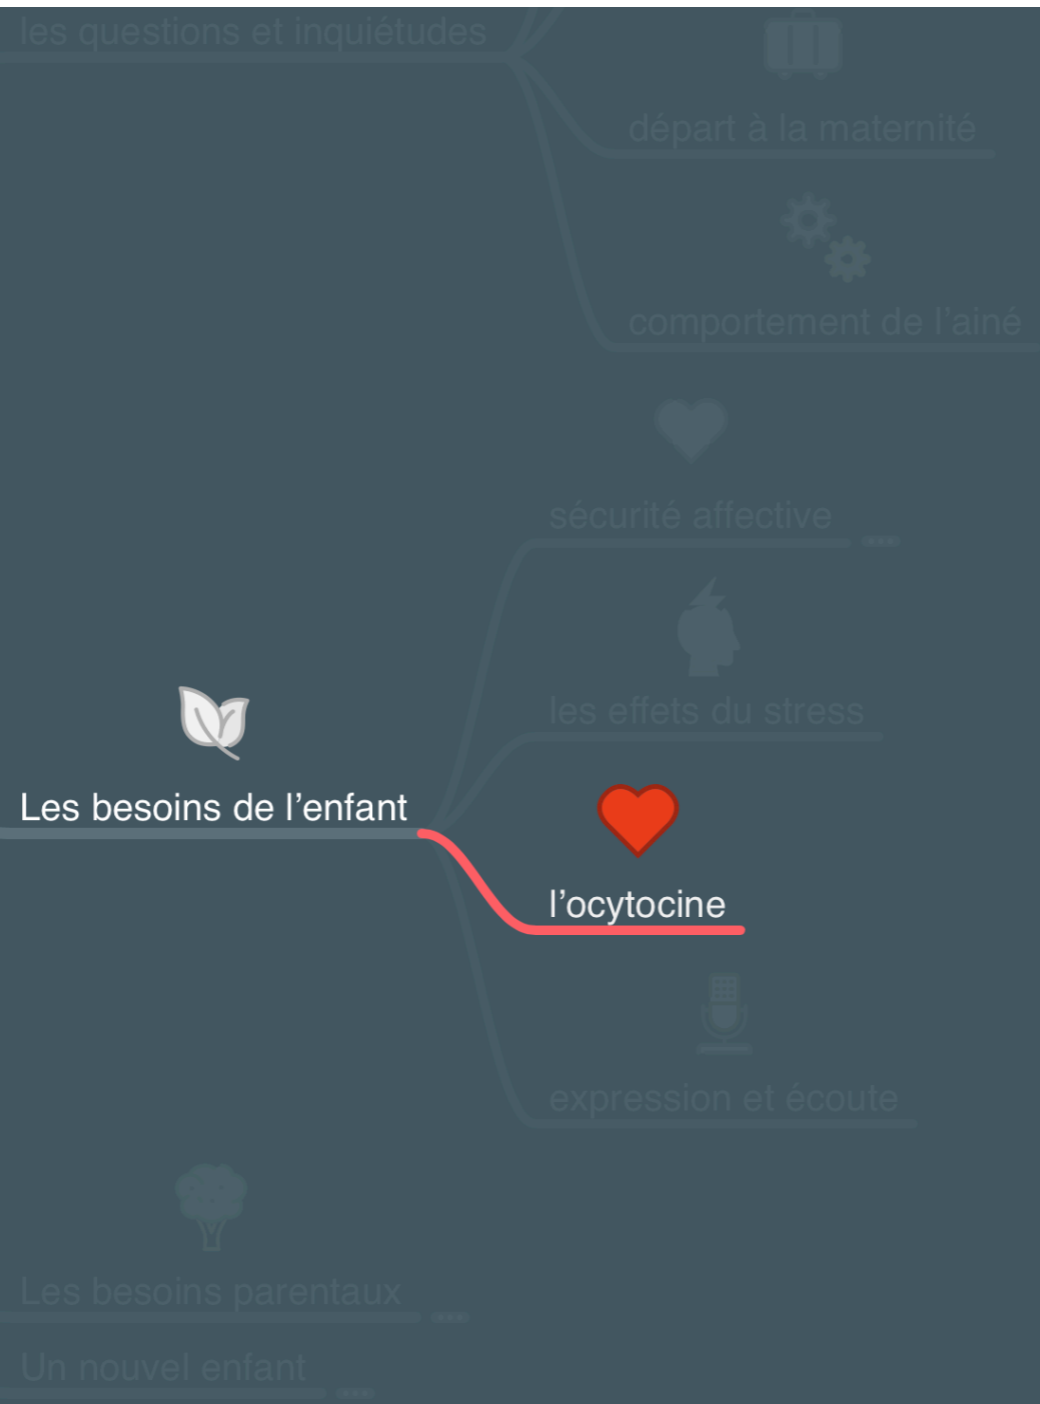 les questions et inquiétudes
départ à la maternité
comportement de l'ainé
sécurité affective
les effets du stress
Les besoins de l'enfant
l'ocytocine
expression et écoute
Les besoins parentaux
Un nouvel enfant